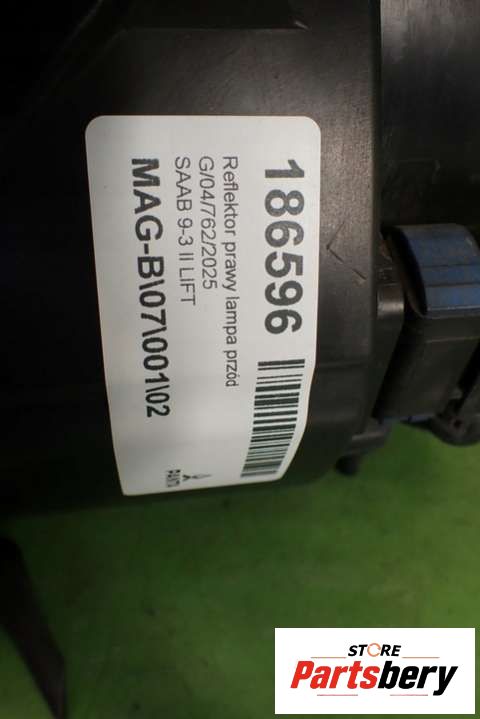 186596
Reflektor prawy lampa przód
G/04/762/2025
SAAB 9-3 II LIFT
MAG-B\07\001\02
STORE
Partsbery